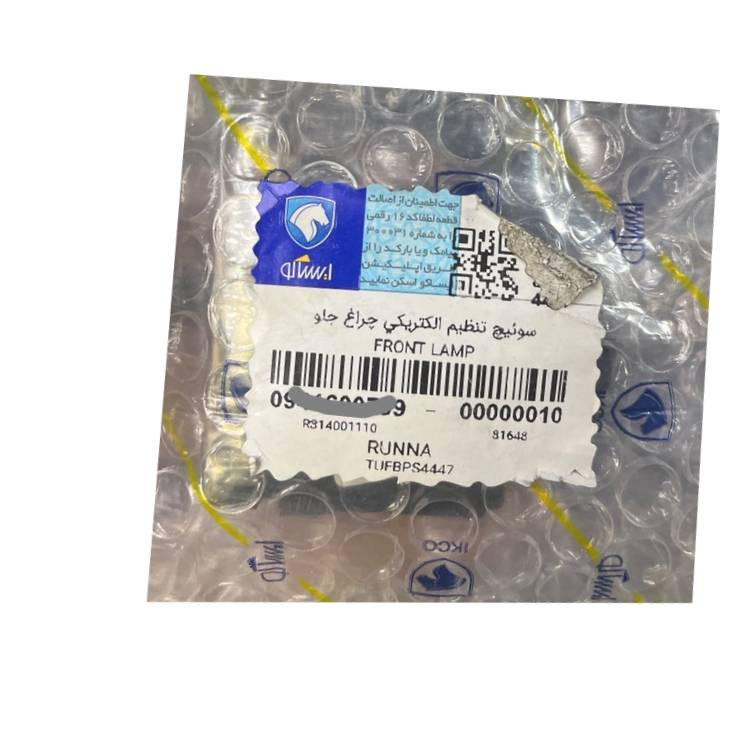 جهت اطمینان از اصالت
قطعه لطفا کد ۱۶ رقمی
را به شماره ۳۰۰۰۳۱
پیامک و یا بارکد را از
طریق اپلیکیشن
ایساکو اسکن نمایید
ایساکو
سوئیچ تنظیم الکتریکي چراغ جلو
FRONT LAMP
00000010
RS14001110
81648
RUNNA
TUFBPS4447
ایساکو
IKCO
ایساکو
ایساکو